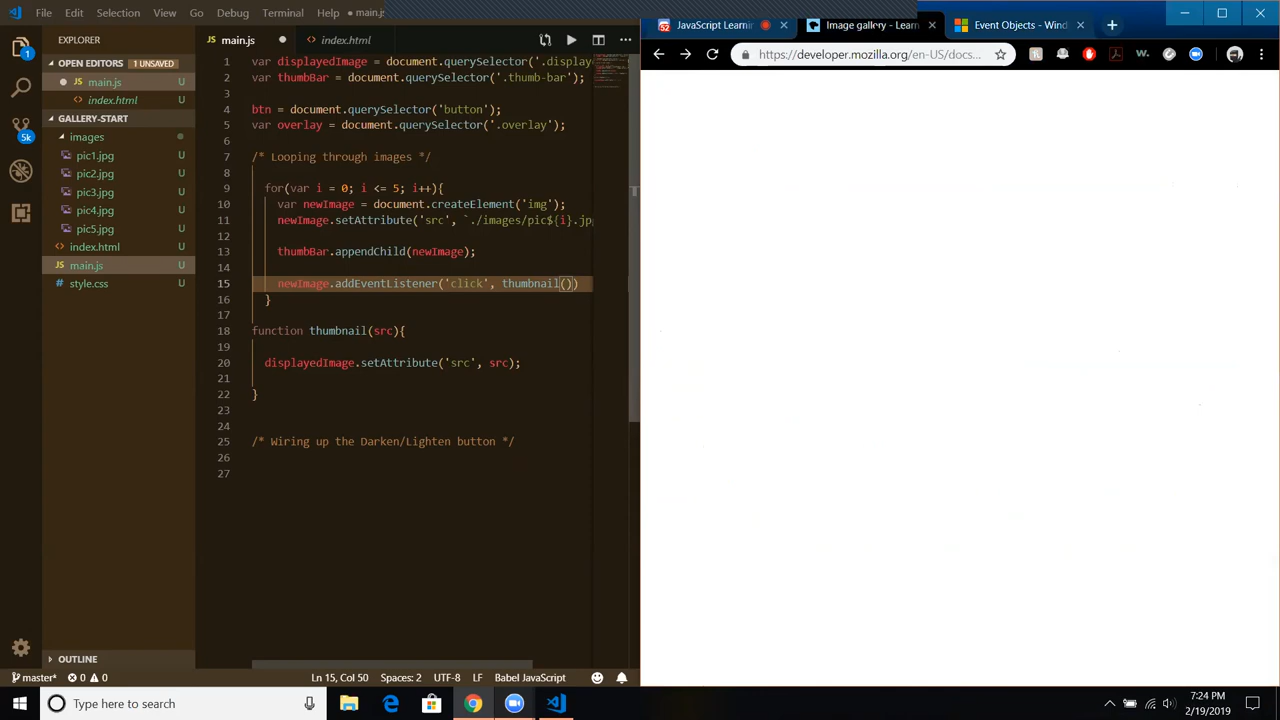 File Edit Selection View Go Debug Terminal Help main.js
EXPLORER
OPEN EDITORS 1 UNSAVED
main.js
index.html
GALLERY-START
images
pic1.jpg U
pic2.jpg U
pic3.jpg U
pic4.jpg U
pic5.jpg U
index.html U
main.js U
style.css U
OUTLINE
5k
main.js index.html
1 var displayedImage = document.querySelector('.display
2 var thumbBar = document.querySelector('.thumb-bar');
3
4 btn = document.querySelector('button');
5 var overlay = document.querySelector('.overlay');
6
7 /* Looping through images */
8
9 for(var i = 0; i <= 5; i++){
10 var newImage = document.createElement('img');
11 newImage.setAttribute('src', `./images/pic${i}.jp
12
13 thumbBar.appendChild(newImage);
14
15 newImage.addEventListener('click', thumbnail())
16 }
17
18 function thumbnail(src){
19
20 displayedImage.setAttribute('src', src);
21
22 }
23
24
25 /* Wiring up the Darken/Lighten button */
26
27
master* 0 0 Ln 15, Col 50 Spaces: 2 UTF-8 LF Babel JavaScript
JavaScript Learni Image gallery - Learn Event Objects - Wind
https://developer.mozilla.org/en-US/docs...
Type here to search
7:24 PM
2/19/2019